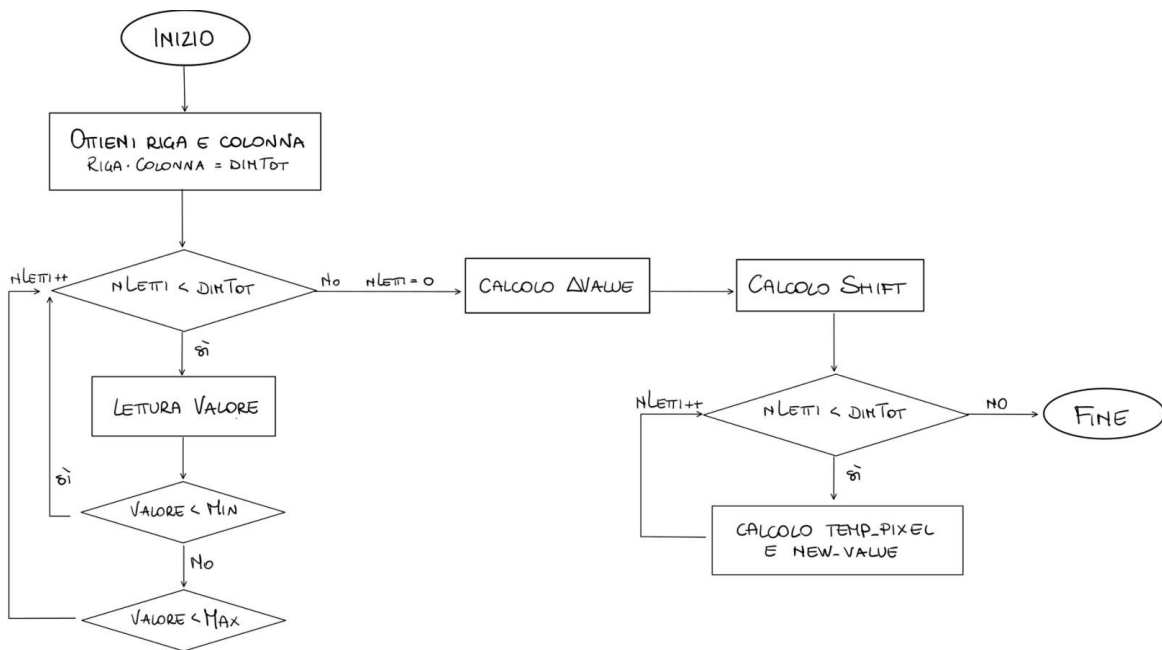 INIZIO
OTTIENI RIGA E COLONNA
RIGA · COLONNA = DIMTOT
NLETTI++
NLETTI < DIMTOT
NO
NLETTI = 0
CALCOLO ΔVALUE
CALCOLO SHIFT
SÌ
LETTURA VALORE
NLETTI++
NLETTI < DIMTOT
NO
FINE
SÌ
VALORE < MIN
SÌ
CALCOLO TEMP_PIXEL
E NEW_VALUE
NO
VALORE < MAX